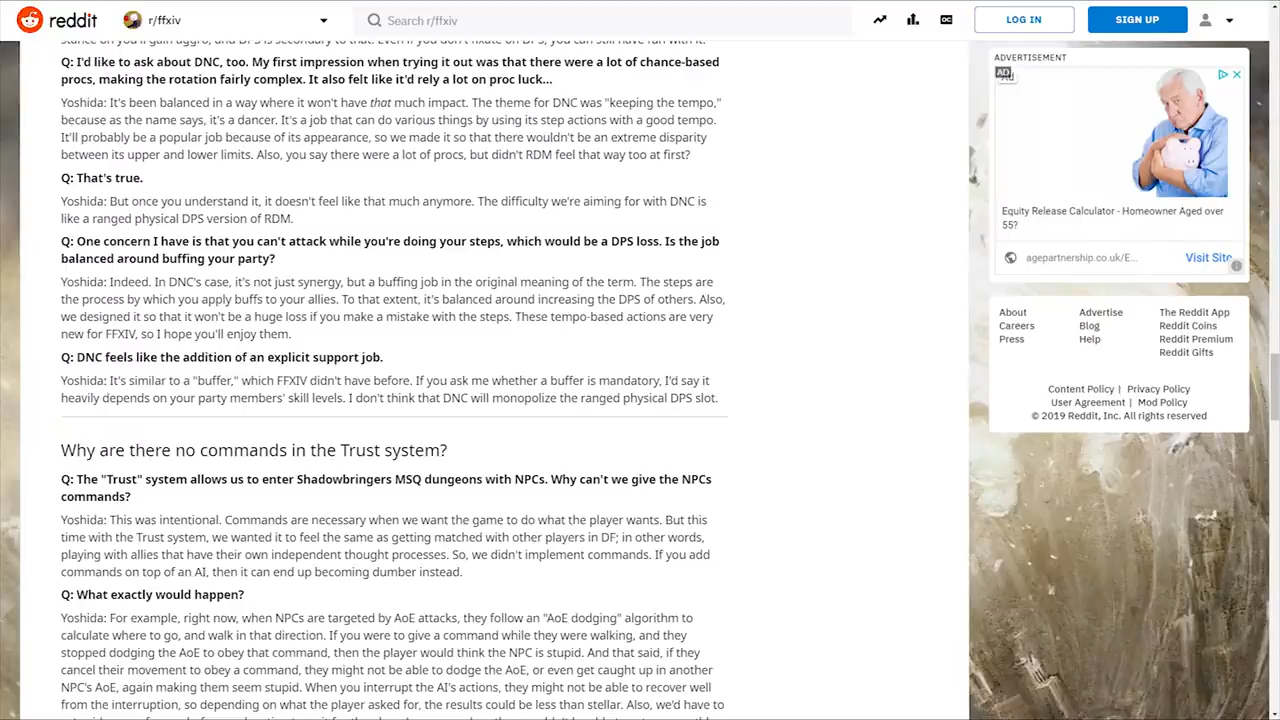 reddit
r/ffxiv
Search r/ffxiv
LOG IN
SIGN UP
stance on you'll gain aggro, and DPS is secondary to that. Even if you don't fixate on DPS, you can still have fun with it.
Q: I'd like to ask about DNC, too. My first impression when trying it out was that there were a lot of chance-based
procs, making the rotation fairly complex. It also felt like it'd rely a lot on proc luck...
Yoshida: It's been balanced in a way where it won't have that much impact. The theme for DNC was "keeping the tempo,"
because as the name says, it's a dancer. It's a job that can do various things by using its step actions with a good tempo.
It'll probably be a popular job because of its appearance, so we made it so that there wouldn't be an extreme disparity
between its upper and lower limits. Also, you say there were a lot of procs, but didn't RDM feel that way too at first?
Q: That's true.
Yoshida: But once you understand it, it doesn't feel like that much anymore. The difficulty we're aiming for with DNC is
like a ranged physical DPS version of RDM.
Q: One concern I have is that you can't attack while you're doing your steps, which would be a DPS loss. Is the job
balanced around buffing your party?
Yoshida: Indeed. In DNC's case, it's not just synergy, but a buffing job in the original meaning of the term. The steps are
the process by which you apply buffs to your allies. To that extent, it's balanced around increasing the DPS of others. Also,
we designed it so that it won't be a huge loss if you make a mistake with the steps. These tempo-based actions are very
new for FFXIV, so I hope you'll enjoy them.
Q: DNC feels like the addition of an explicit support job.
Yoshida: It's similar to a "buffer," which FFXIV didn't have before. If you ask me whether a buffer is mandatory, I'd say it
heavily depends on your party members' skill levels. I don't think that DNC will monopolize the ranged physical DPS slot.
Why are there no commands in the Trust system?
Q: The "Trust" system allows us to enter Shadowbringers MSQ dungeons with NPCs. Why can't we give the NPCs
commands?
Yoshida: This was intentional. Commands are necessary when we want the game to do what the player wants. But this
time with the Trust system, we wanted it to feel the same as getting matched with other players in DF; in other words,
playing with allies that have their own independent thought processes. So, we didn't implement commands. If you add
commands on top of an AI, then it can end up becoming dumber instead.
Q: What exactly would happen?
Yoshida: For example, right now, when NPCs are targeted by AoE attacks, they follow an "AoE dodging" algorithm to
calculate where to go, and walk in that direction. If you were to give a command while they were walking, and they
stopped dodging the AoE to obey that command, then the player would think the NPC is stupid. And that said, if they
cancel their movement to obey a command, they might not be able to dodge the AoE, or even get caught up in another
NPC's AoE, again making them seem stupid. When you interrupt the AI's actions, they might not be able to recover well
from the interruption, so depending on what the player asked for, the results could be less than stellar. Also, we'd have to
ADVERTISEMENT
AD
Equity Release Calculator - Homeowner Aged over
55?
agepartnership.co.uk/E...
Visit Site
About Advertise The Reddit App
Careers Blog Reddit Coins
Press Help Reddit Premium
Reddit Gifts
Content Policy | Privacy Policy
User Agreement | Mod Policy
© 2019 Reddit, Inc. All rights reserved